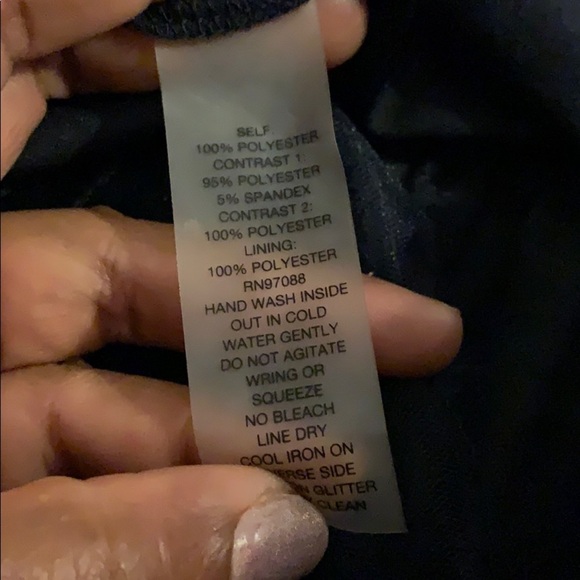 SELF:
100% POLYESTER
CONTRAST 1:
95% POLYESTER
5% SPANDEX
CONTRAST 2:
100% POLYESTER
LINING:
100% POLYESTER
RN97088
HAND WASH INSIDE
OUT IN COLD
WATER GENTLY
DO NOT AGITATE
WRING OR
SQUEEZE
NO BLEACH
LINE DRY
COOL IRON ON
SIDE
GLITTER
CLEAN